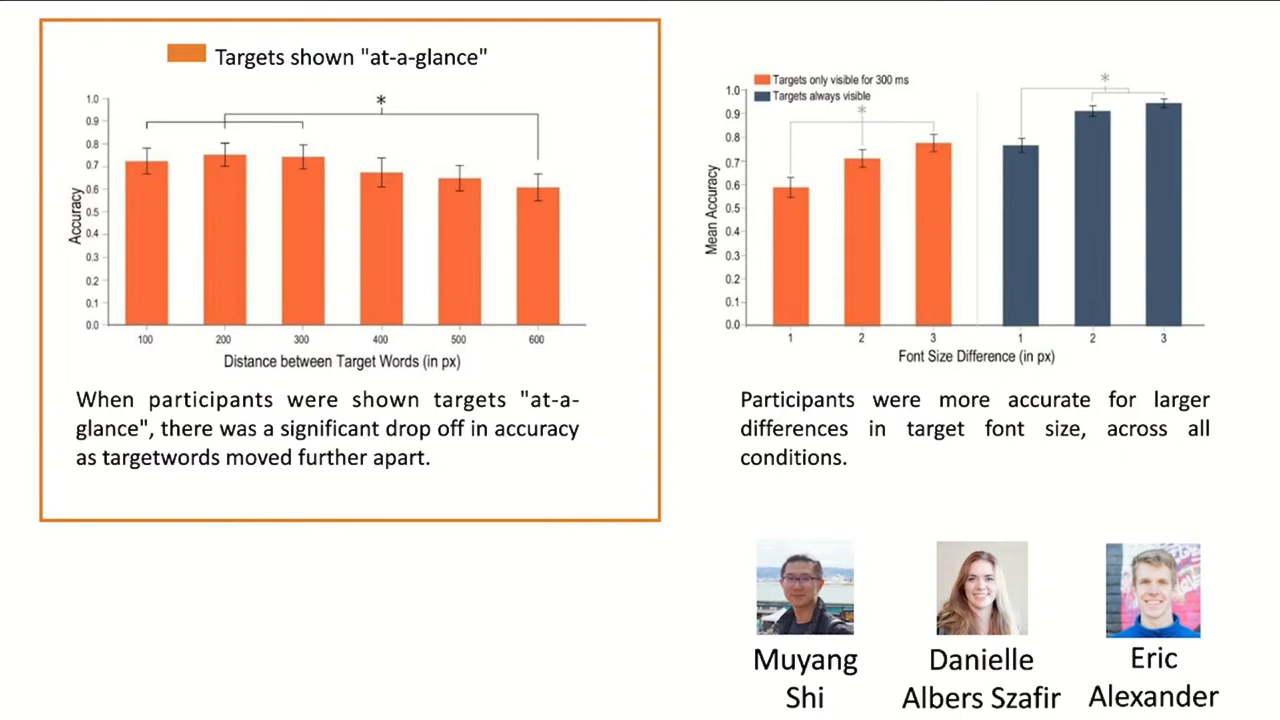 Targets shown "at-a-glance"
*
1.0
0.9
0.8
0.7
0.6
0.5
0.4
0.3
0.2
0.1
0.0
Accuracy
100 200 300 400 500 600
Distance between Target Words (in px)
When participants were shown targets "at-a-
glance", there was a significant drop off in accuracy
as targetwords moved further apart.
Targets only visible for 300 ms
Targets always visible
*
*
1.0
0.9
0.8
0.7
0.6
0.5
0.4
0.3
0.2
0.1
0.0
Mean Accuracy
1 2 3 1 2 3
Font Size Difference (in px)
Participants were more accurate for larger
differences in target font size, across all
conditions.
Muyang
Shi
Danielle
Albers Szafir
Eric
Alexander